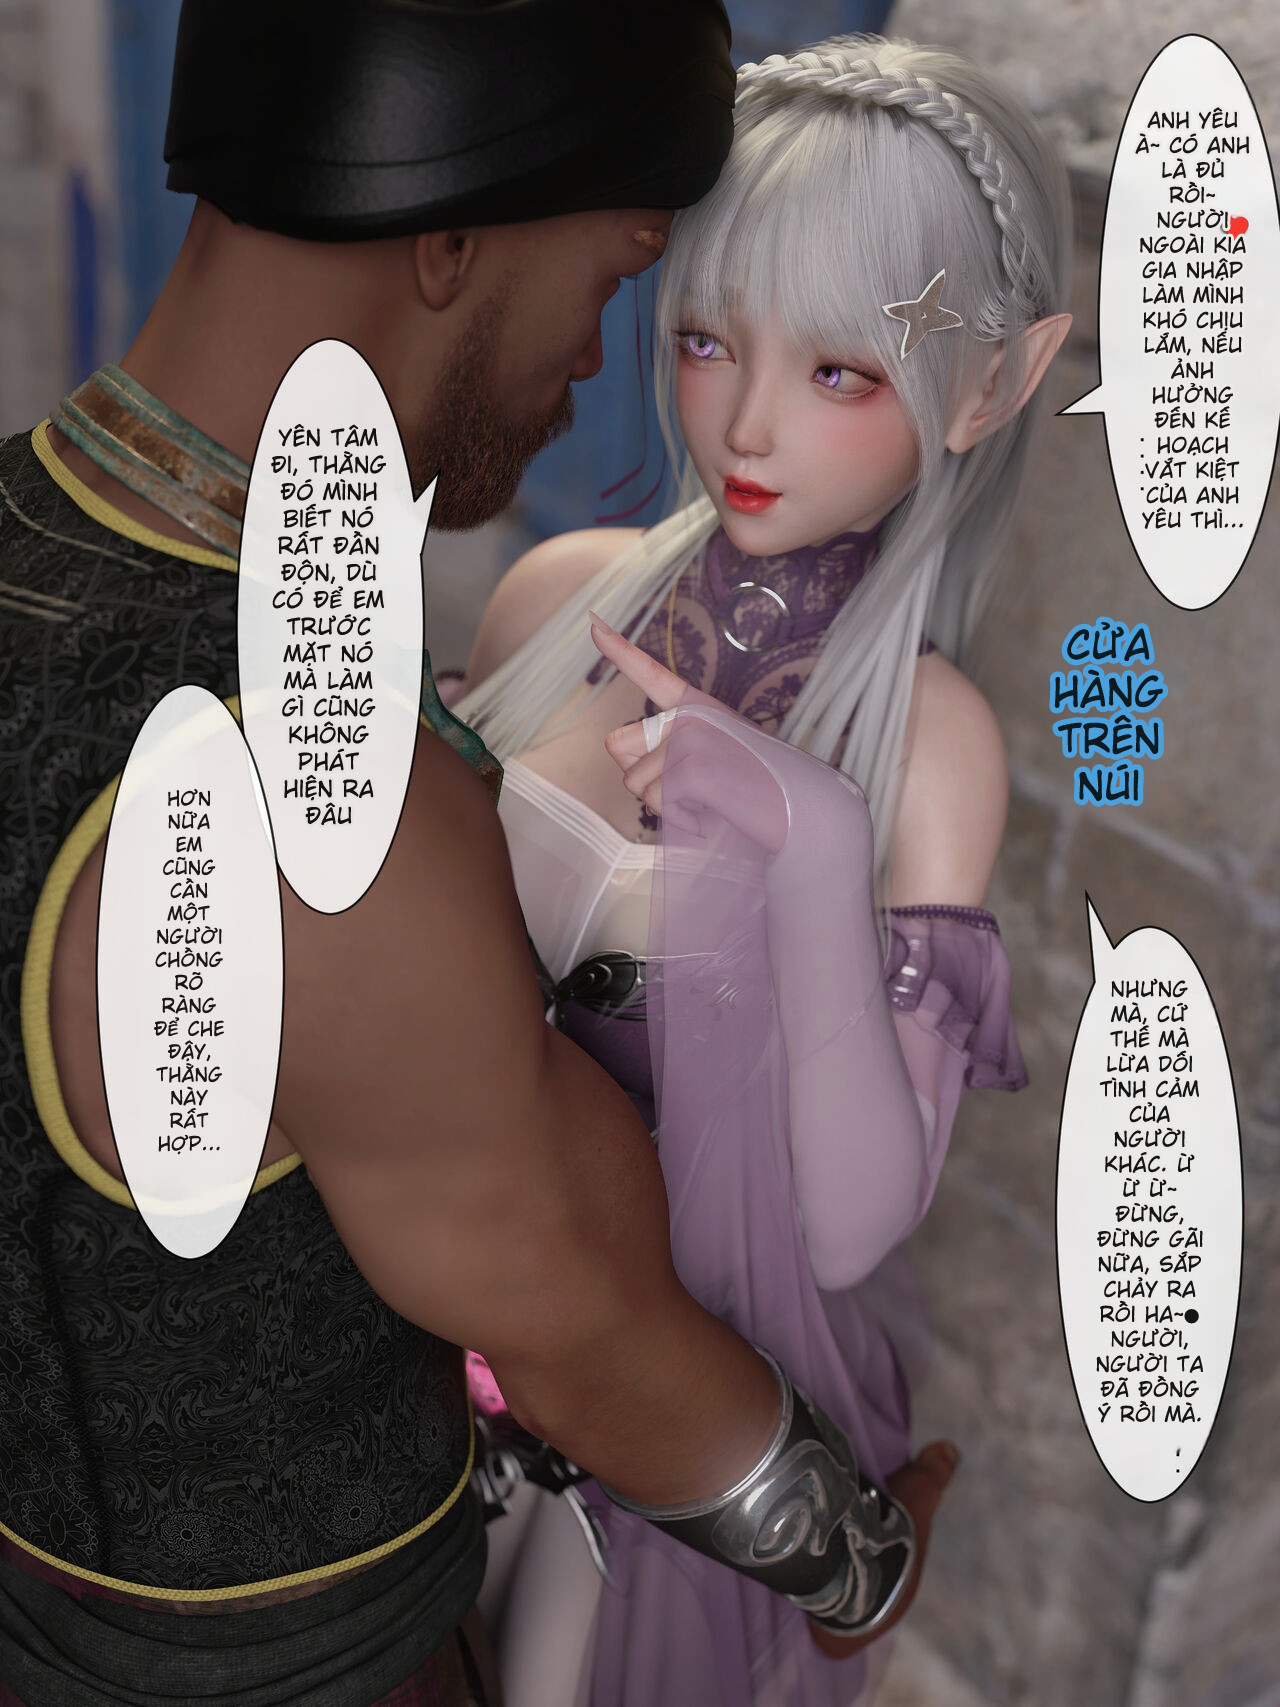 ANH YÊU
À~ CÓ ANH
LÀ ĐỦ
RỒI~
NGƯỜI
NGOÀI KIA
GIA NHẬP
LÀM MÌNH
KHÓ CHỊU
LẮM, NẾU
ẢNH
HƯỞNG
ĐẾN KẾ
HOẠCH
VẮT KIỆT
CỦA ANH
YÊU THÌ...
YÊN TÂM
ĐI, THẰNG
ĐÓ MÌNH
BIẾT NÓ
RẤT ĐẦN
ĐỘN, DÙ
CÓ ĐỂ EM
TRƯỚC
MẶT NÓ
MÀ LÀM
GÌ CŨNG
KHÔNG
PHÁT
HIỆN RA
ĐÂU
HƠN
NỮA
EM
CŨNG
CẦN
MỘT
NGƯỜI
CHỒNG
RÕ
RÀNG
ĐỂ CHE
ĐẬY,
THẰNG
NÀY
RẤT
HỢP...
CỬA
HÀNG
TRÊN
NÚI
NHƯNG
MÀ, CỨ
THẾ MÀ
LỪA DỐI
TÌNH CẢM
CỦA
NGƯỜI
KHÁC. Ừ
Ừ Ừ~
ĐỪNG,
ĐỪNG GÃI
NỮA, SẮP
CHẢY RA
RỒI HA~
NGƯỜI,
NGƯỜI TA
ĐÃ ĐỒNG
Ý RỒI MÀ.